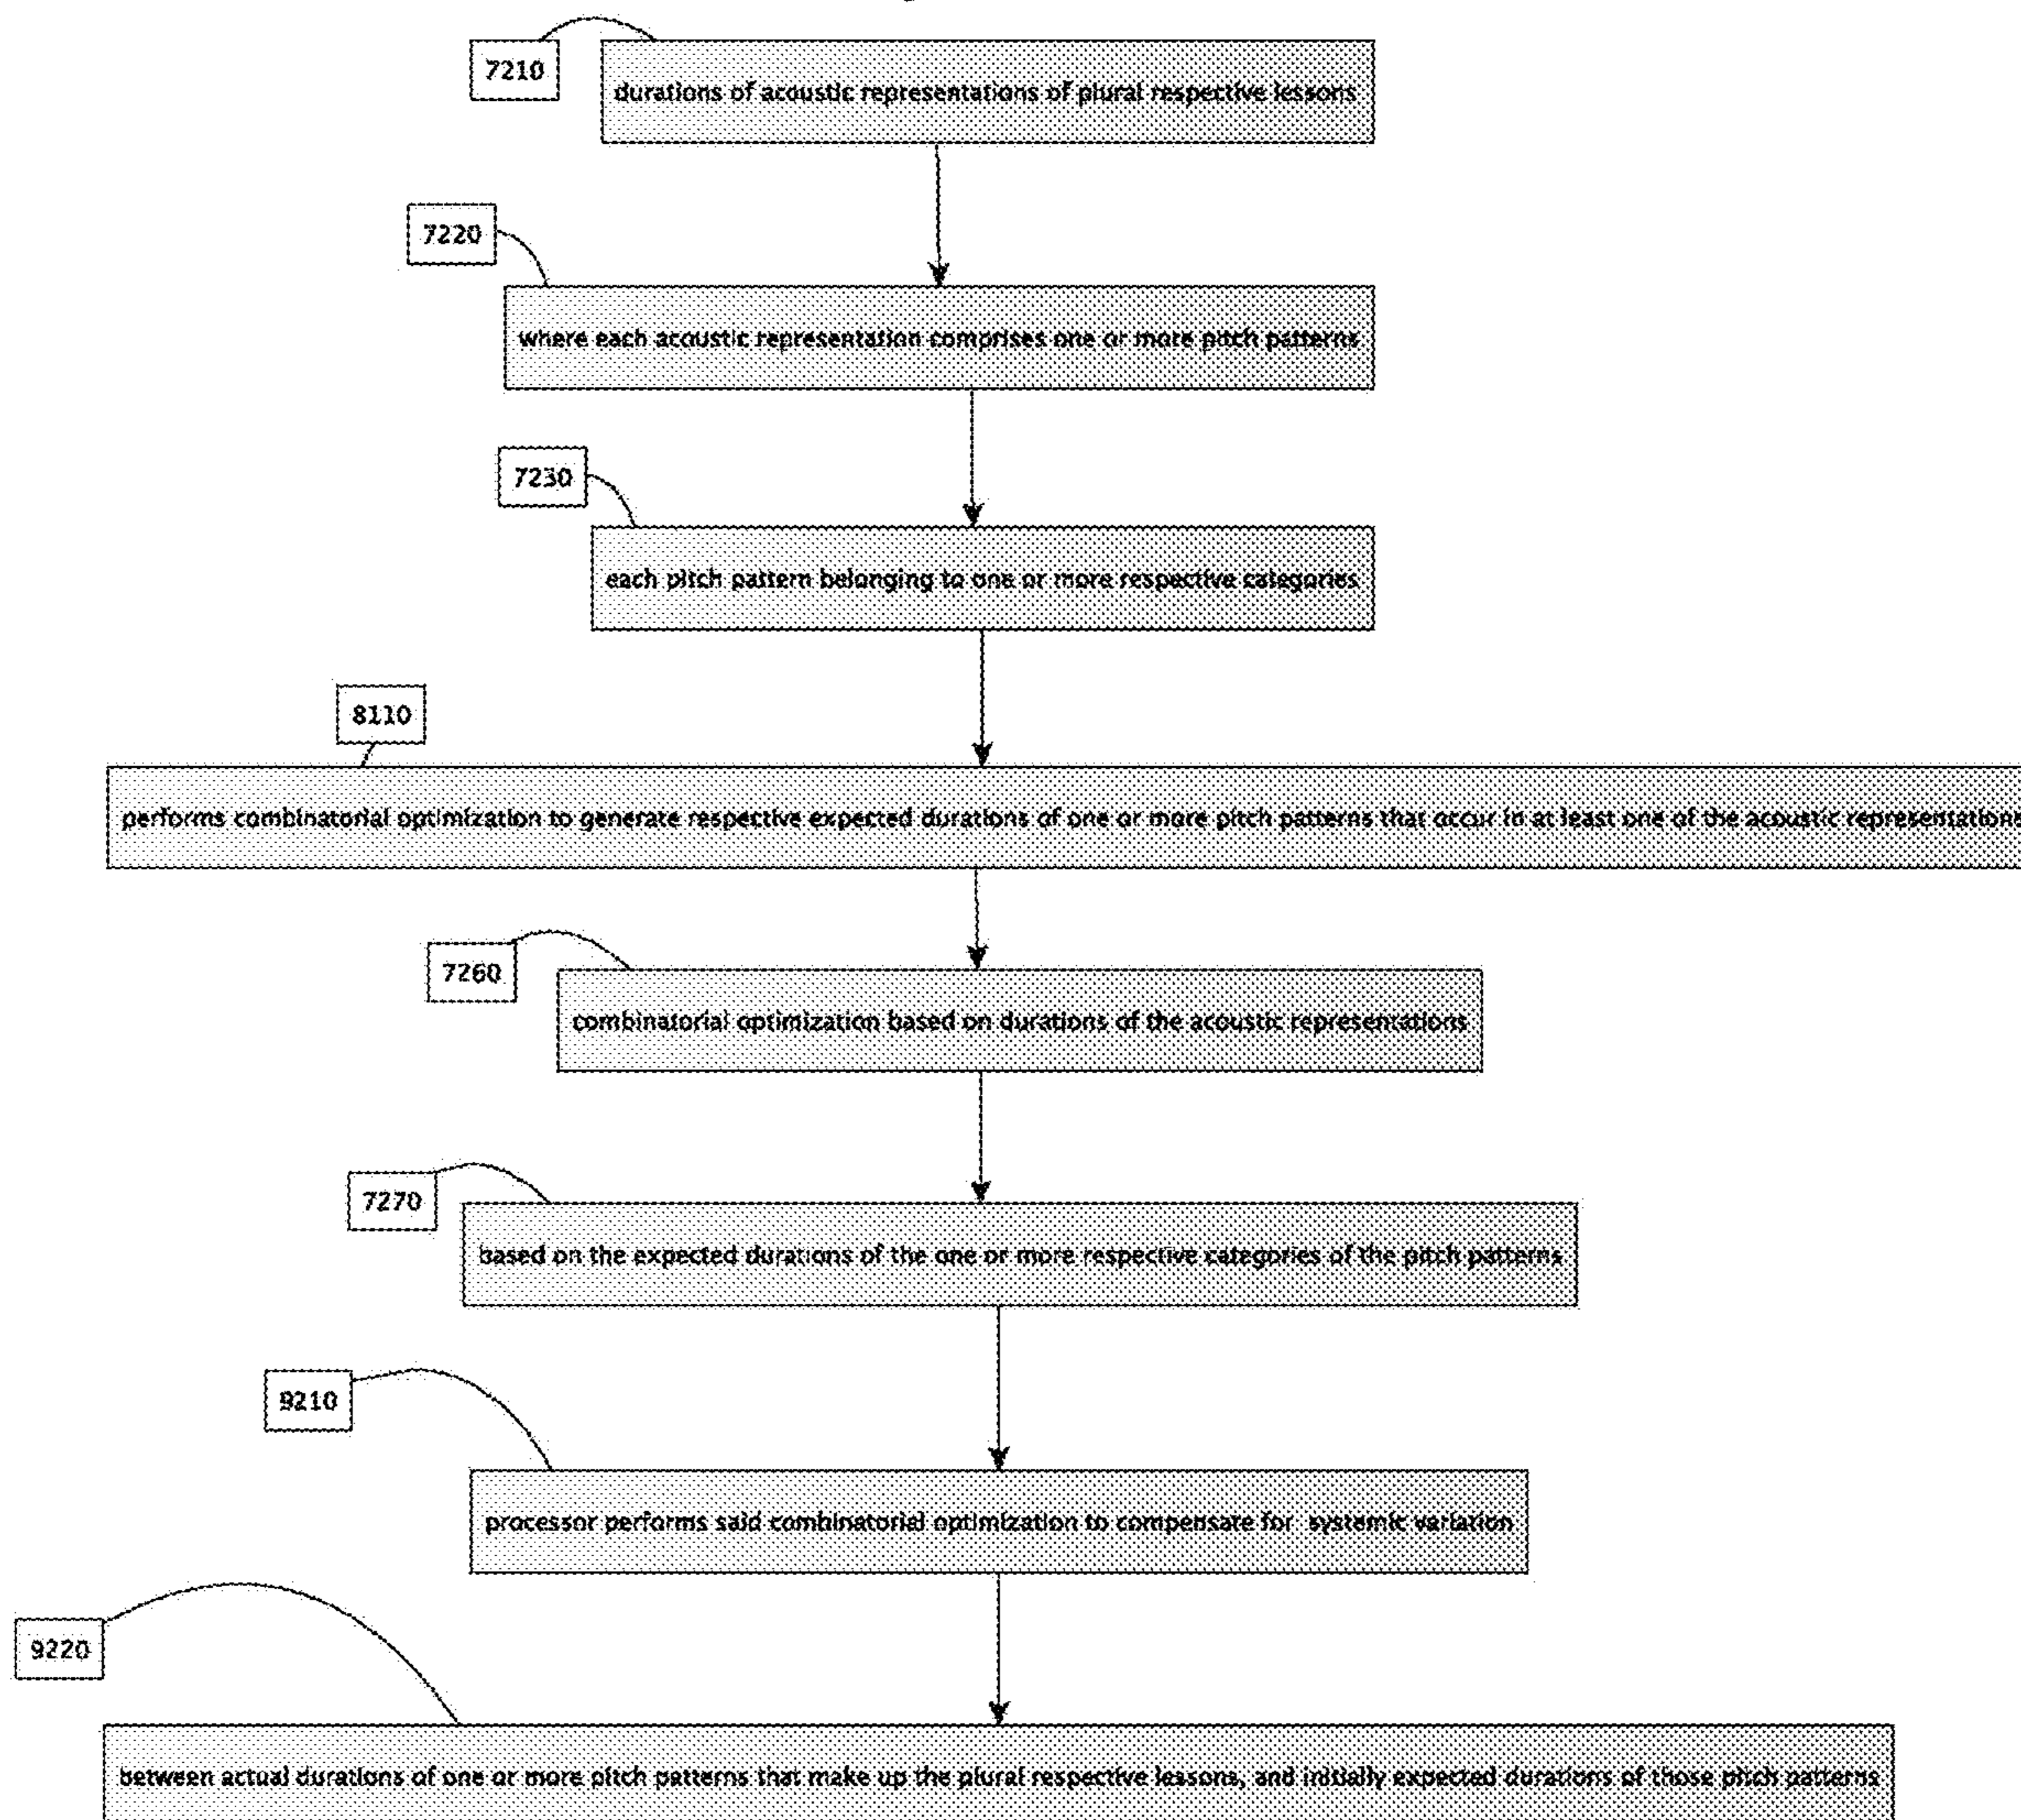 7210
durations of acoustic representations of plural respective lessons
7220
where each acoustic representation comprises one or more pitch patterns
7230
each pitch pattern belonging to one or more respective categories
8110
performs combinatorial optimization to generate respective expected durations of one or more pitch patterns that occur in at least one of the acoustic representations
7260
combinatorial optimization based on durations of the acoustic representations
7270
based on the expected durations of the one or more respective categories of the pitch patterns
9210
processor performs said combinatorial optimization to compensate for systemic variation
9220
between actual durations of one or more pitch patterns that make up the plural respective lessons, and initially expected durations of those pitch patterns